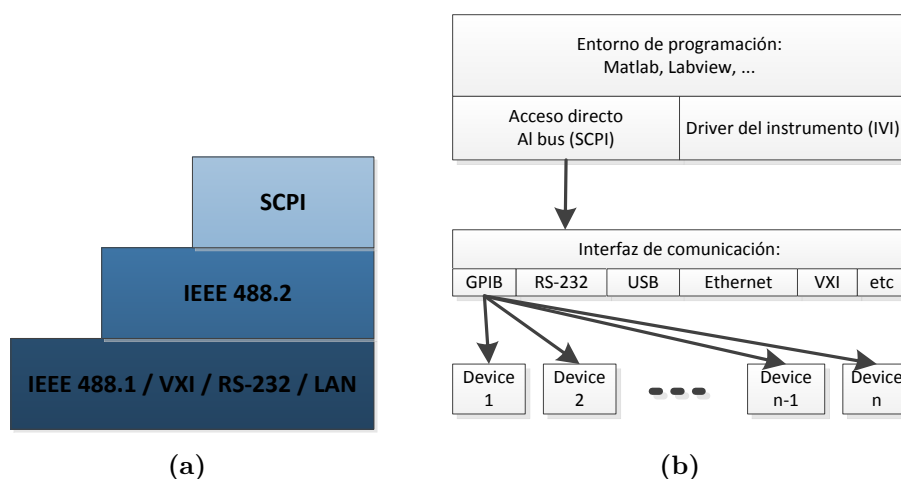 SCPI
IEEE 488.2
IEEE 488.1 / VXI / RS-232 / LAN
(a)
Entorno de programación:
Matlab, Labview, ...
Acceso directo
Al bus (SCPI)
Driver del instrumento (IVI)
Interfaz de comunicación:
GPIB
RS-232
USB
Ethernet
VXI
etc
Device
1
Device
2
Device
n-1
Device
n
(b)